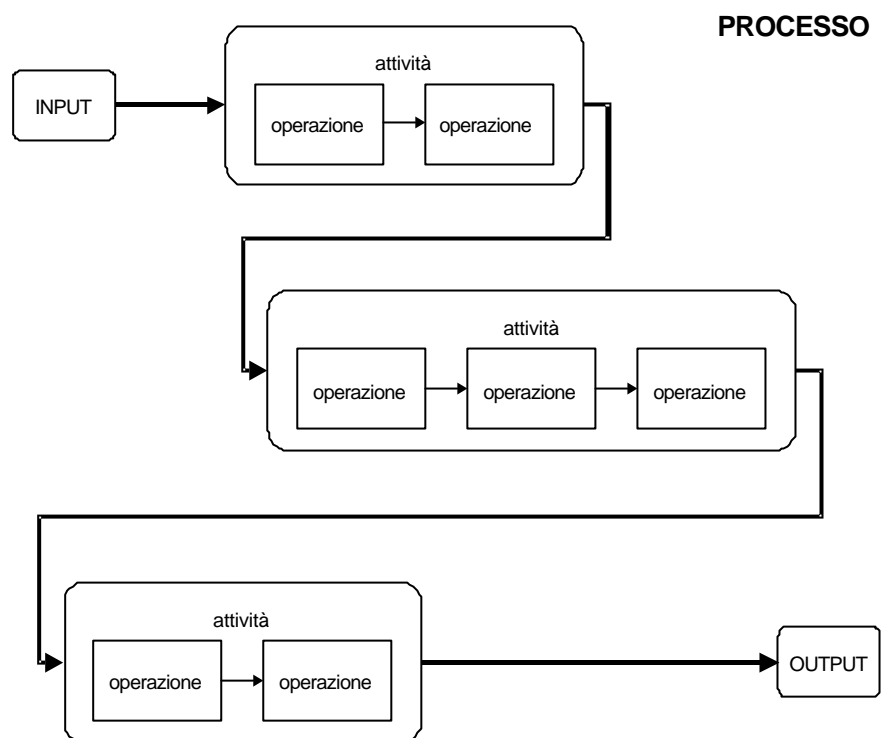 PROCESSO
attività
INPUT
operazione
operazione
attività
operazione
operazione
operazione
attività
operazione
operazione
OUTPUT